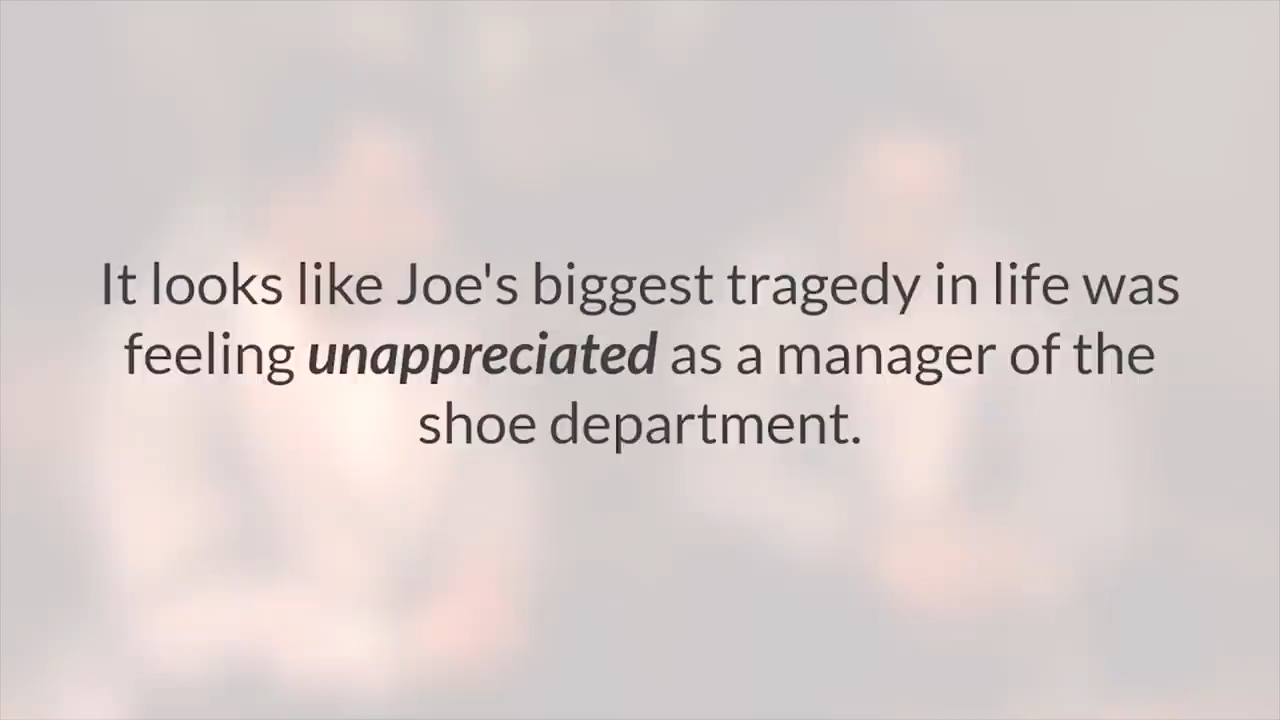 It looks like Joe's biggest tragedy in life was
feeling unappreciated as a manager of the
shoe department.